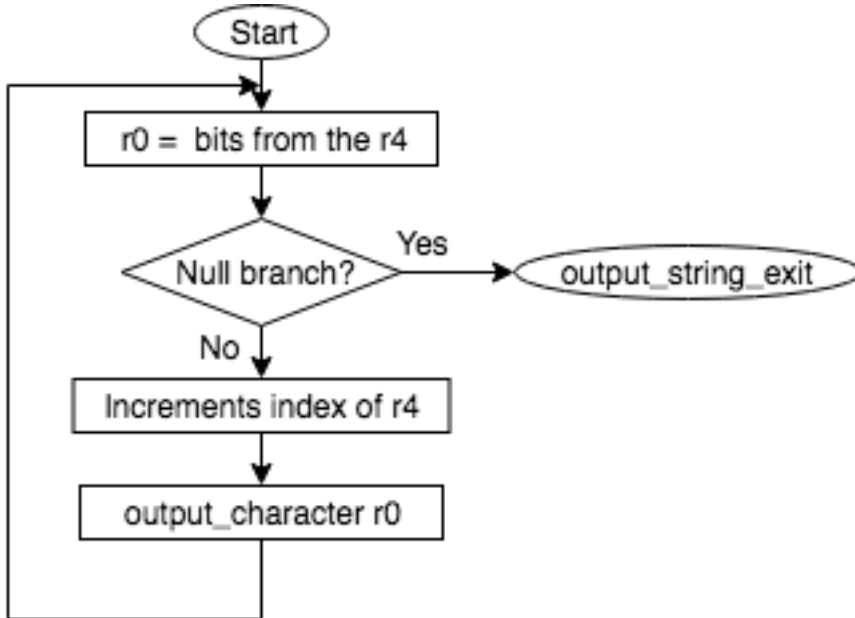 Start
r0 =  bits from the r4
Null branch?
Yes
output_string_exit
No
Increments index of r4
output_character r0